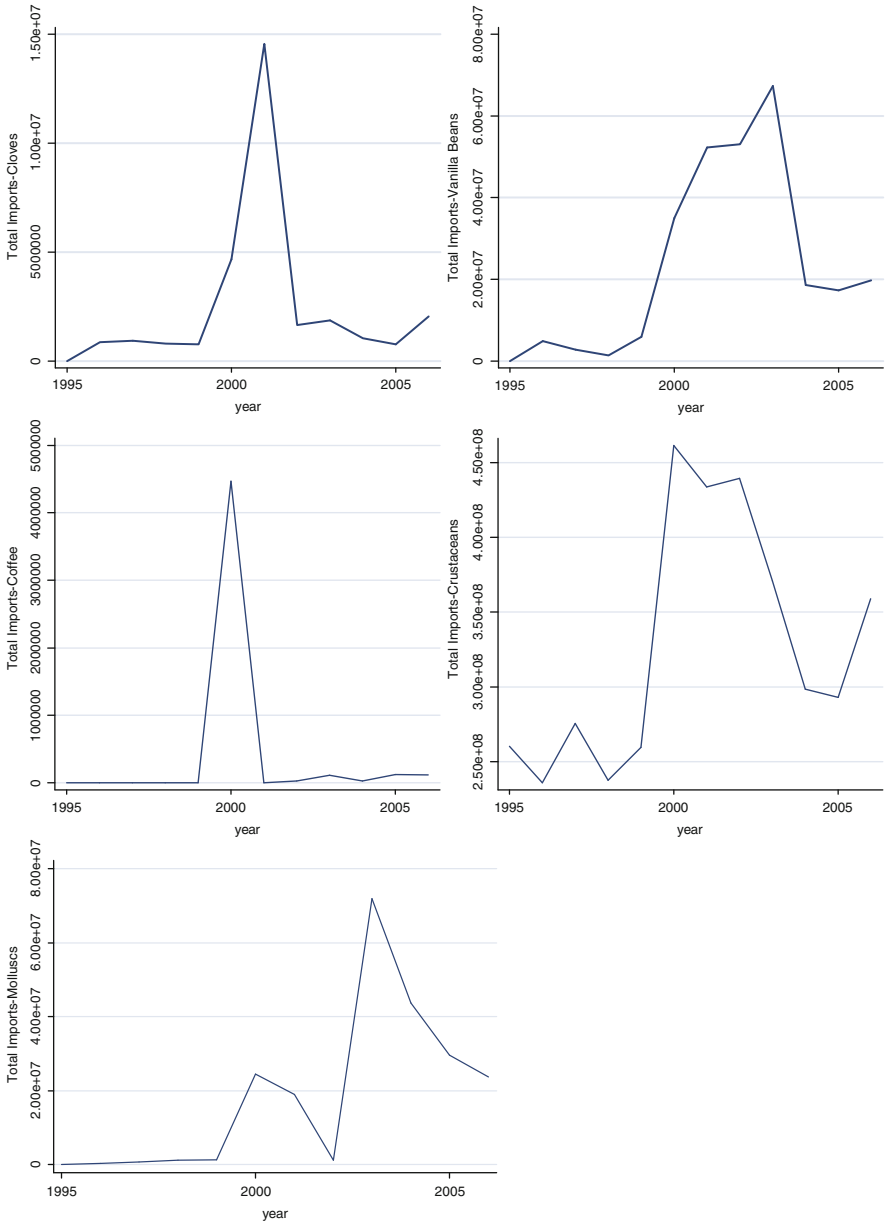 Total Imports-Cloves
1.50e+07
1.00e+07
5000000
0
1995 2000 2005
year
Total Imports-Vanilla Beans
8.00e+07
6.00e+07
4.00e+07
2.00e+07
0
1995 2000 2005
year
Total Imports-Coffee
5000000
4000000
3000000
2000000
1000000
0
1995 2000 2005
year
Total Imports-Crustaceans
4.50e+08
4.00e+08
3.50e+08
3.00e+08
2.50e+08
1995 2000 2005
year
Total Imports-Molluscs
8.00e+07
6.00e+07
4.00e+07
2.00e+07
0
1995 2000 2005
year